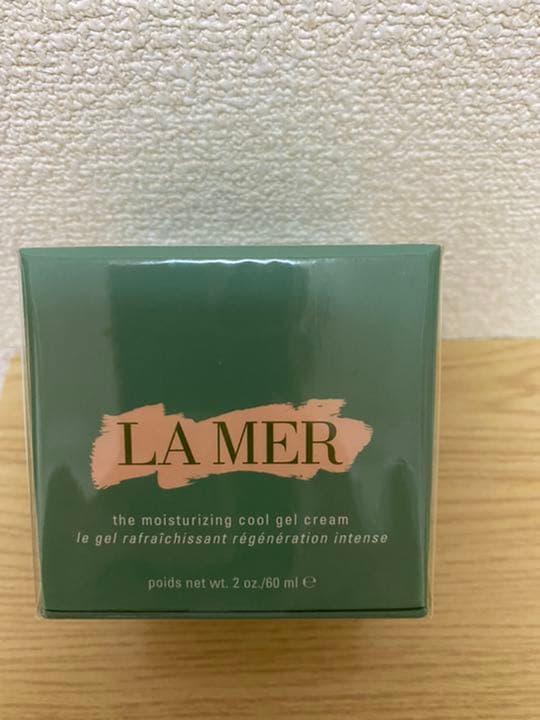 LA MER
the moisturizing cool gel cream
le gel rafraîchissant régénération intense
poids net wt. 2 oz./60 ml ℮